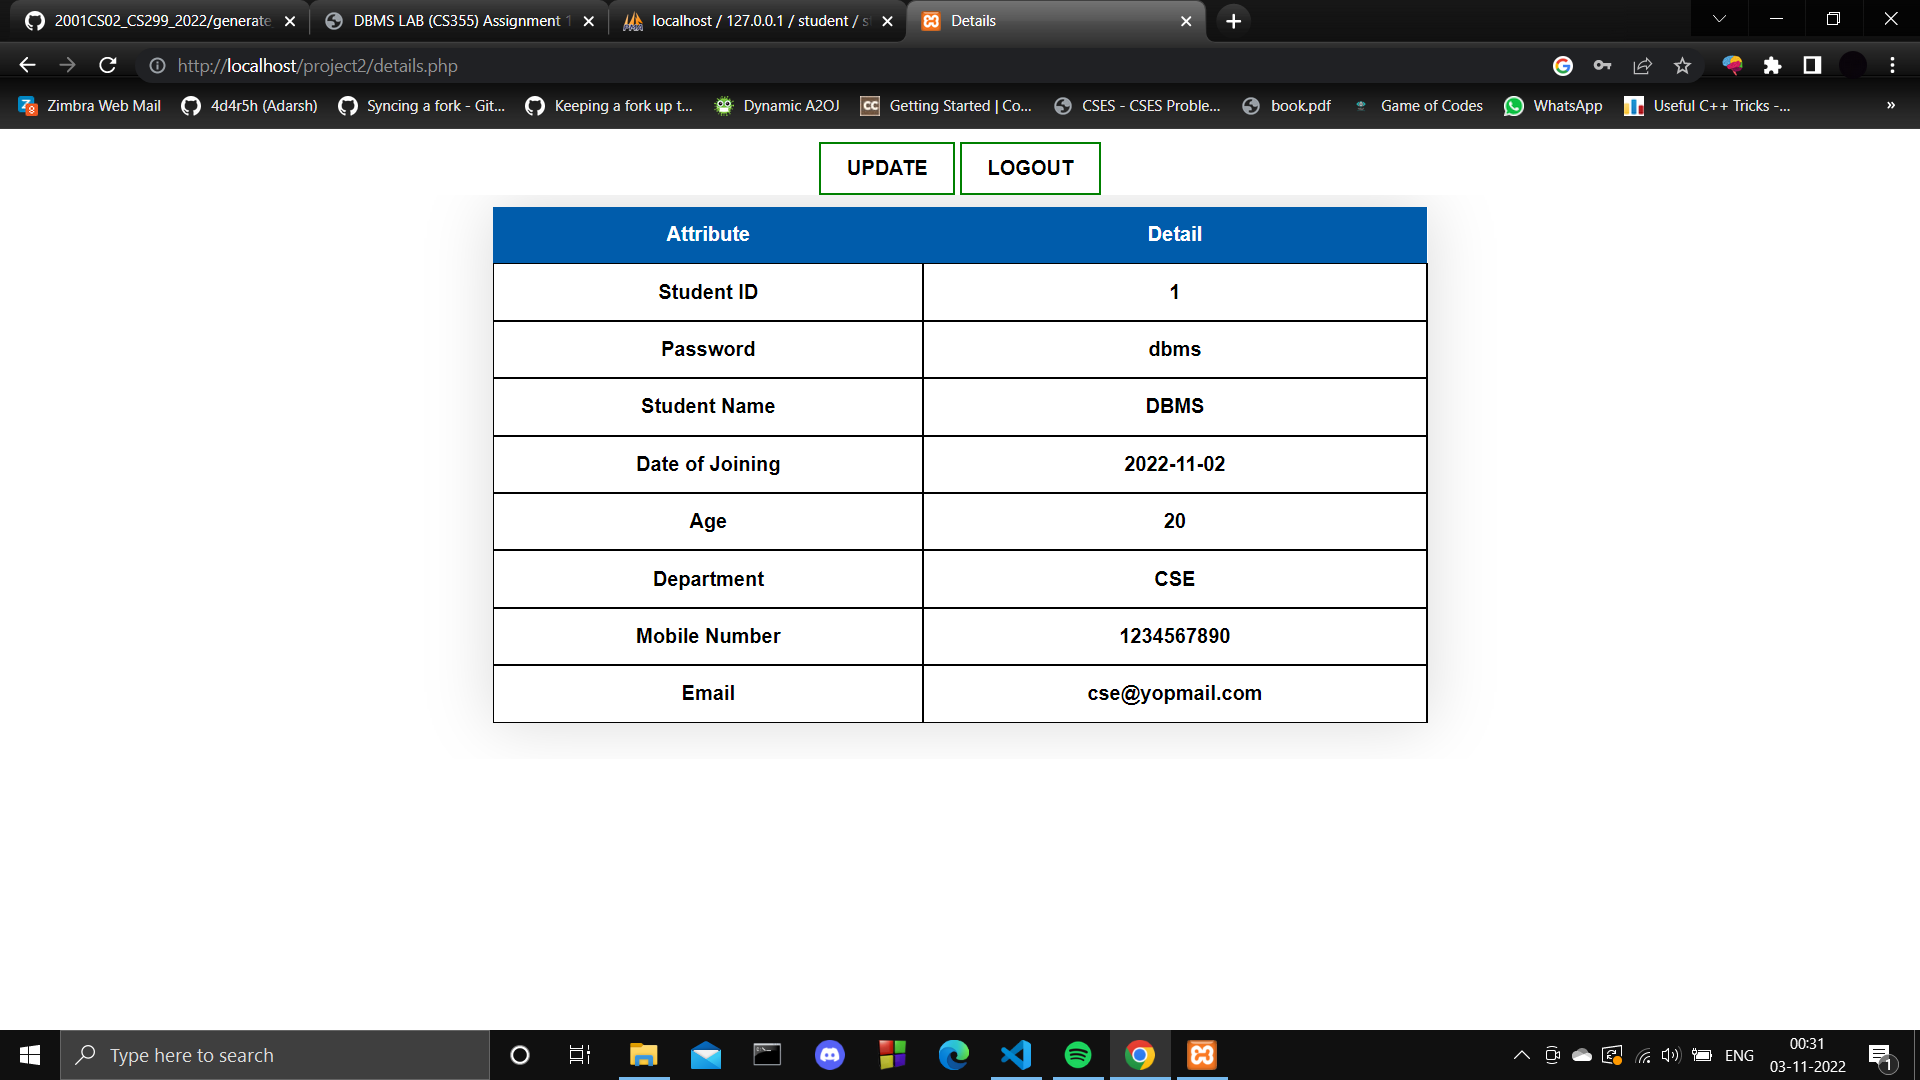 2001CS02_CS299_2022/generate
DBMS LAB (CS355) Assignment 1
localhost / 127.0.0.1 / student / st
Details
http://localhost/project2/details.php
Zimbra Web Mail
4d4r5h (Adarsh)
Syncing a fork - Git...
Keeping a fork up t...
Dynamic A2OJ
CC Getting Started | Co...
CSES - CSES Proble...
book.pdf
Game of Codes
WhatsApp
Useful C++ Tricks -...
»
UPDATE LOGOUT
Attribute Detail
Student ID 1
Password dbms
Student Name DBMS
Date of Joining 2022-11-02
Age 20
Department CSE
Mobile Number 1234567890
Email cse@yopmail.com
Type here to search
ENG
00:31
03-11-2022
1